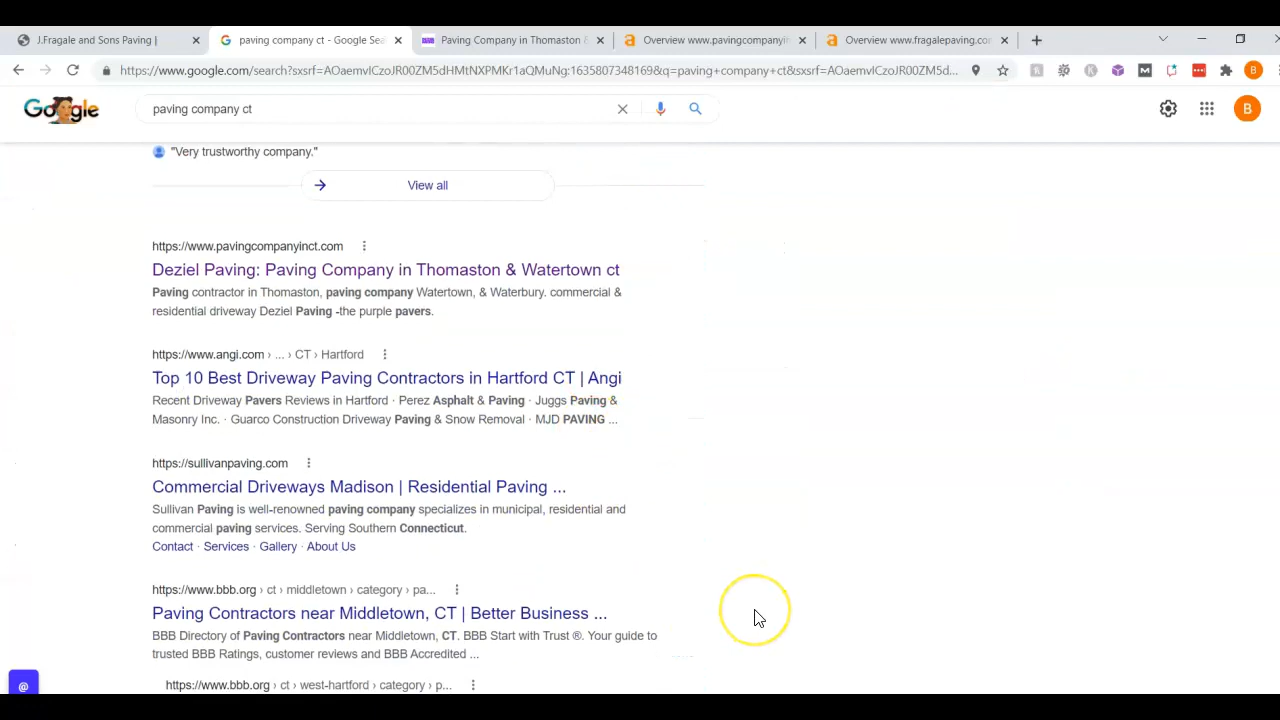 J.Fragale and Sons Paving |
paving company ct - Google Sea
Paving Company in Thomaston &
Overview www.pavingcompanyin
Overview www.fragalepaving.con
https://www.google.com/search?sxsrf=AOaemvICzoJR00ZM5dHMtNXPMKr1aQMuNg:1635807348169&q=paving+company+ct&sxsrf=AOaemvICzoJR00ZM5d...
B
Google
paving company ct
B
"Very trustworthy company."
View all
https://www.pavingcompanyinct.com
Deziel Paving: Paving Company in Thomaston & Watertown ct
Paving contractor in Thomaston, paving company Watertown, & Waterbury. commercial &
residential driveway Deziel Paving -the purple pavers.
https://www.angi.com › ... › CT › Hartford
Top 10 Best Driveway Paving Contractors in Hartford CT | Angi
Recent Driveway Pavers Reviews in Hartford · Perez Asphalt & Paving · Juggs Paving &
Masonry Inc. · Guarco Construction Driveway Paving & Snow Removal · MJD PAVING ...
https://sullivanpaving.com
Commercial Driveways Madison | Residential Paving ...
Sullivan Paving is well-renowned paving company specializes in municipal, residential and
commercial paving services. Serving Southern Connecticut.
Contact · Services · Gallery · About Us
https://www.bbb.org › ct › middletown › category › pa...
Paving Contractors near Middletown, CT | Better Business ...
BBB Directory of Paving Contractors near Middletown, CT. BBB Start with Trust ®. Your guide to
trusted BBB Ratings, customer reviews and BBB Accredited ...
https://www.bbb.org › ct › west-hartford › category › p...
@